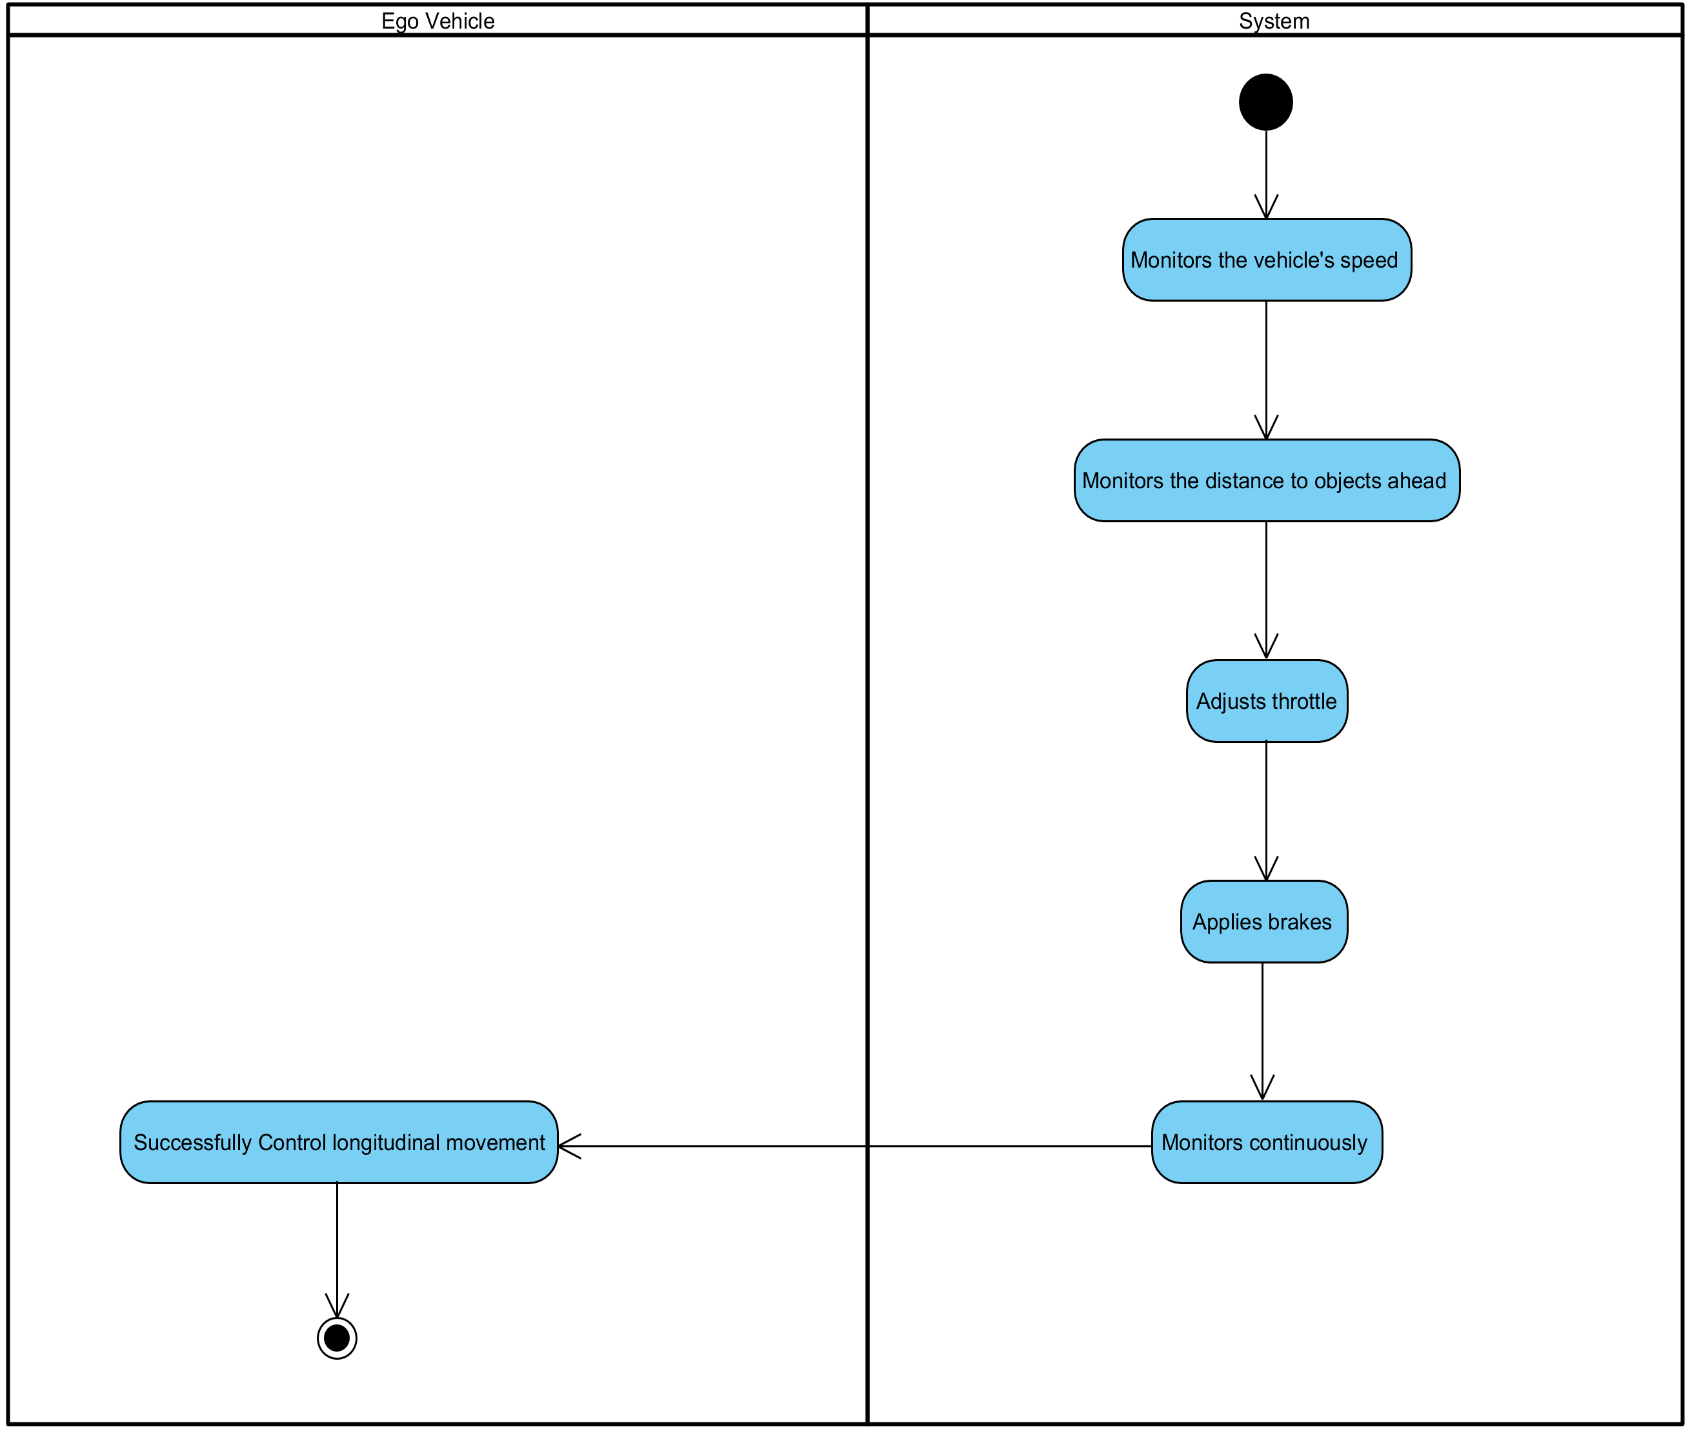 Ego Vehicle
System
Monitors the vehicle's speed
Monitors the distance to objects ahead
Adjusts throttle
Applies brakes
Successfully Control longitudinal movement
Monitors continuously